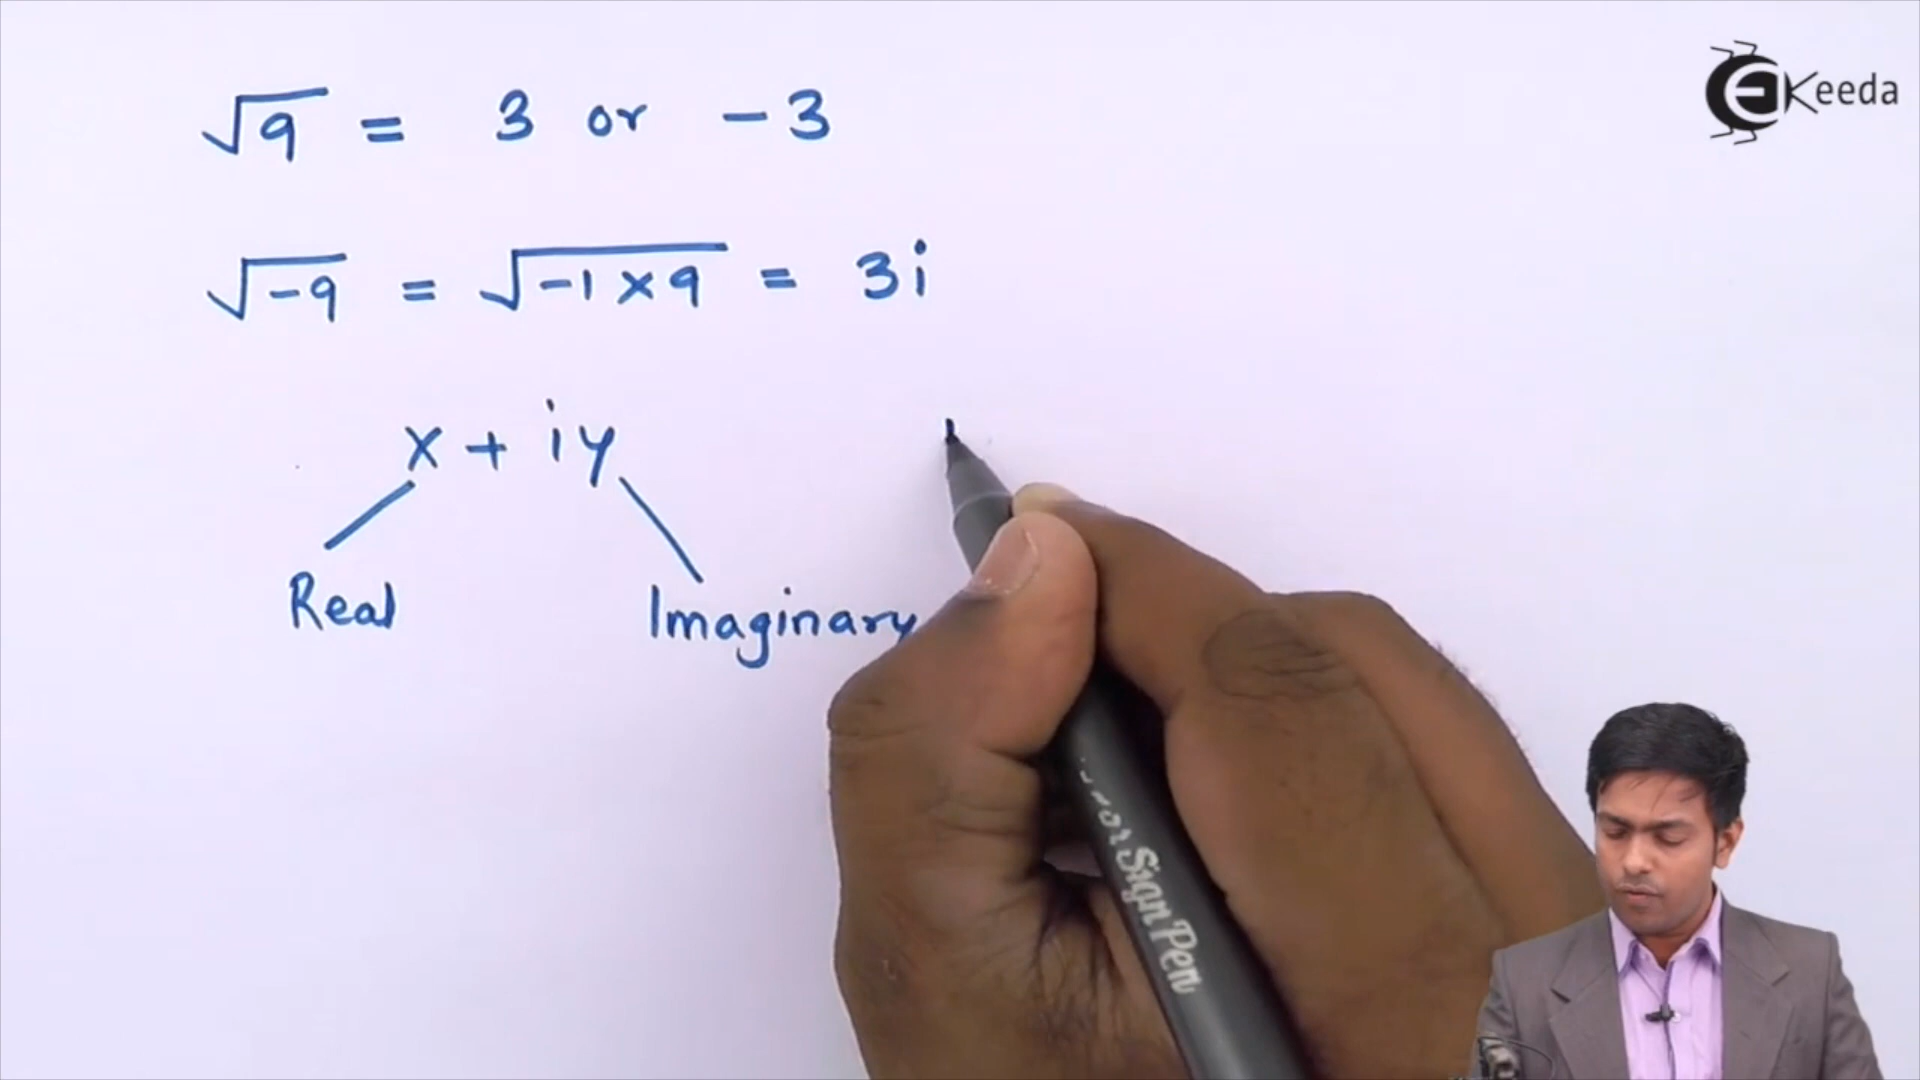 Keeda
√9 = 3 or -3
√-9 = √-1×9 = 3i
x + iy
Real Imaginary
Sign Pen